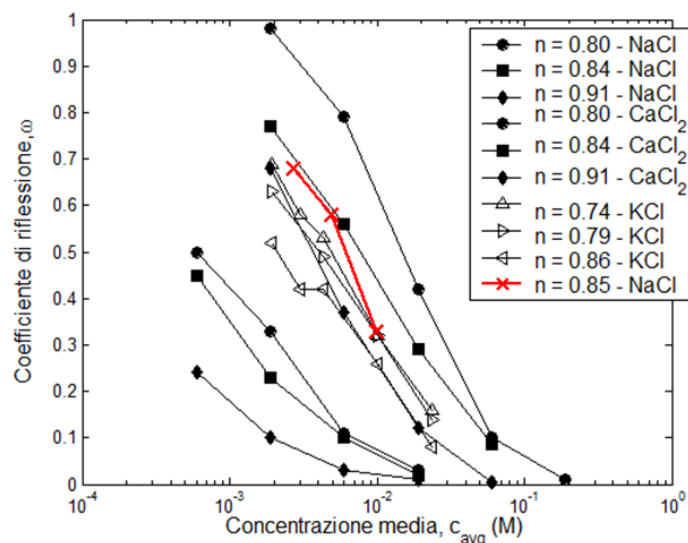 1
0.9
0.8
0.7
0.6
0.5
0.4
0.3
0.2
0.1
0
Coefficiente di riflessione, ω
n = 0.80 - NaCl
n = 0.84 - NaCl
n = 0.91 - NaCl
n = 0.80 - CaCl2
n = 0.84 - CaCl2
n = 0.91 - CaCl2
n = 0.74 - KCl
n = 0.79 - KCl
n = 0.86 - KCl
n = 0.85 - NaCl
10^-4 10^-3 10^-2 10^-1 10^0
Concentrazione media, c_avg (M)